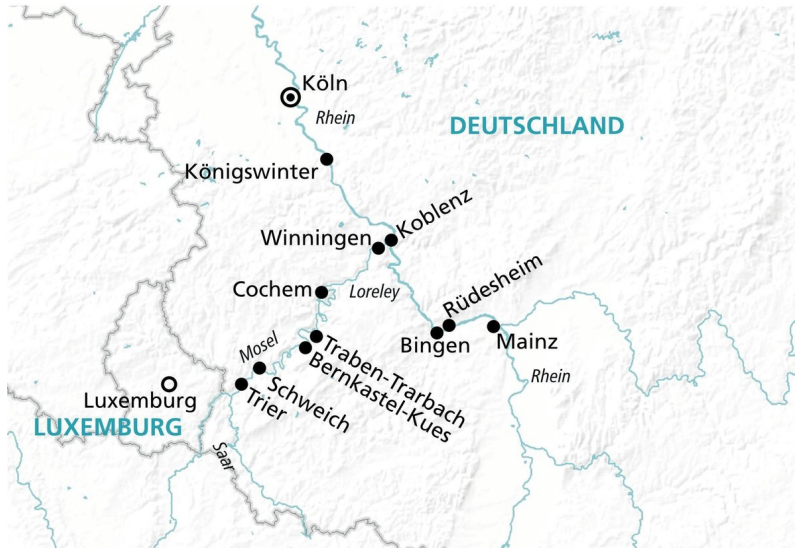 Köln
Rhein
DEUTSCHLAND
Königswinter
Koblenz
Winningen
Cochem
Loreley
Rüdesheim
Bingen
Mainz
Mosel
Traben-Trarbach
Bernkastel-Kues
Rhein
Schweich
Trier
Luxemburg
LUXEMBURG
Saar